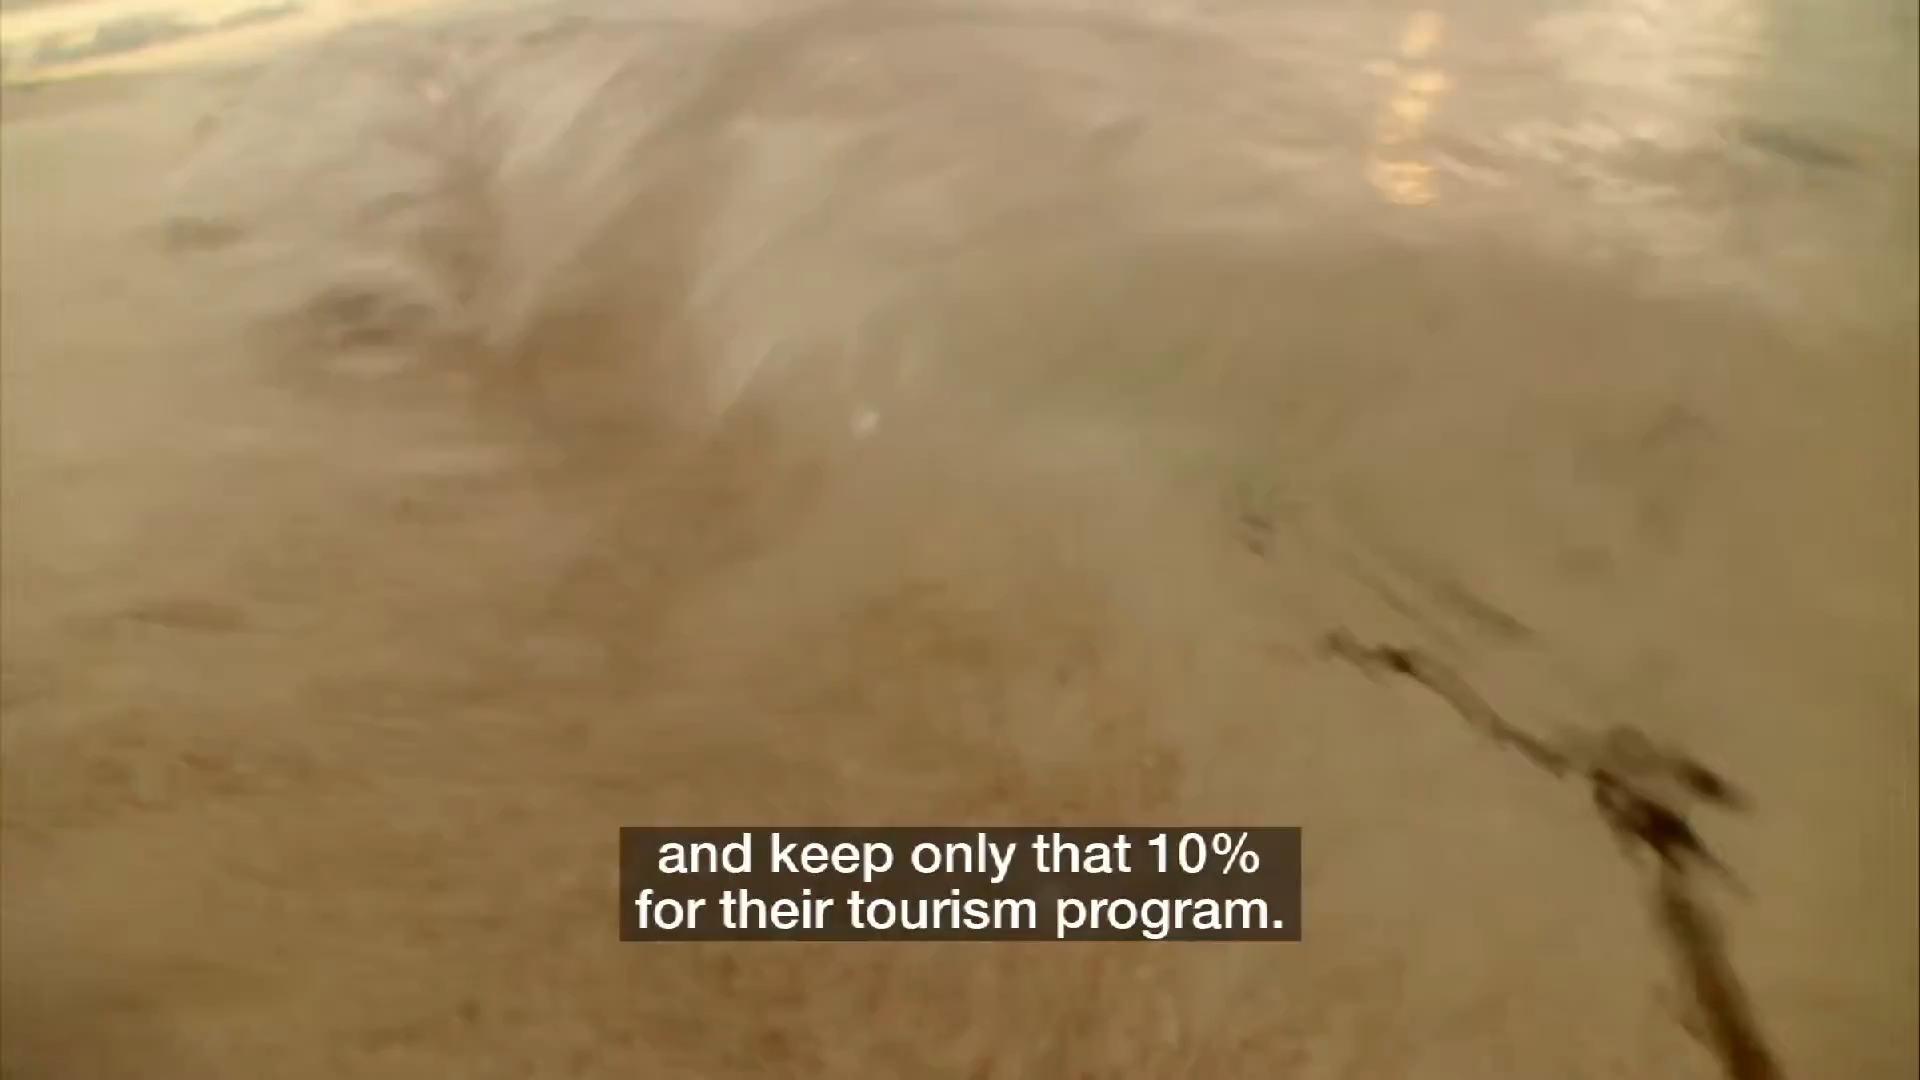 and keep only that 10%
for their tourism program.